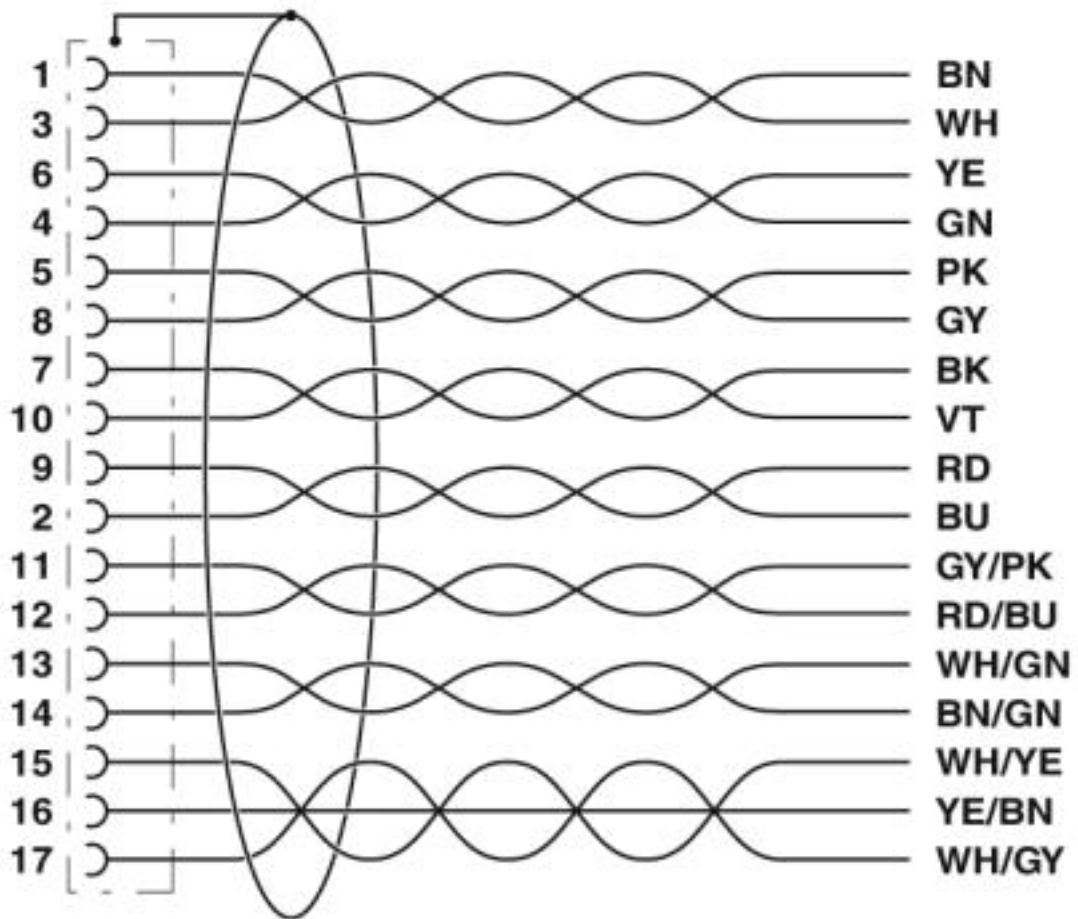 1 BN
3 WH
6 YE
4 GN
5 PK
8 GY
7 BK
10 VT
9 RD
2 BU
11 GY/PK
12 RD/BU
13 WH/GN
14 BN/GN
15 WH/YE
16 YE/BN
17 WH/GY